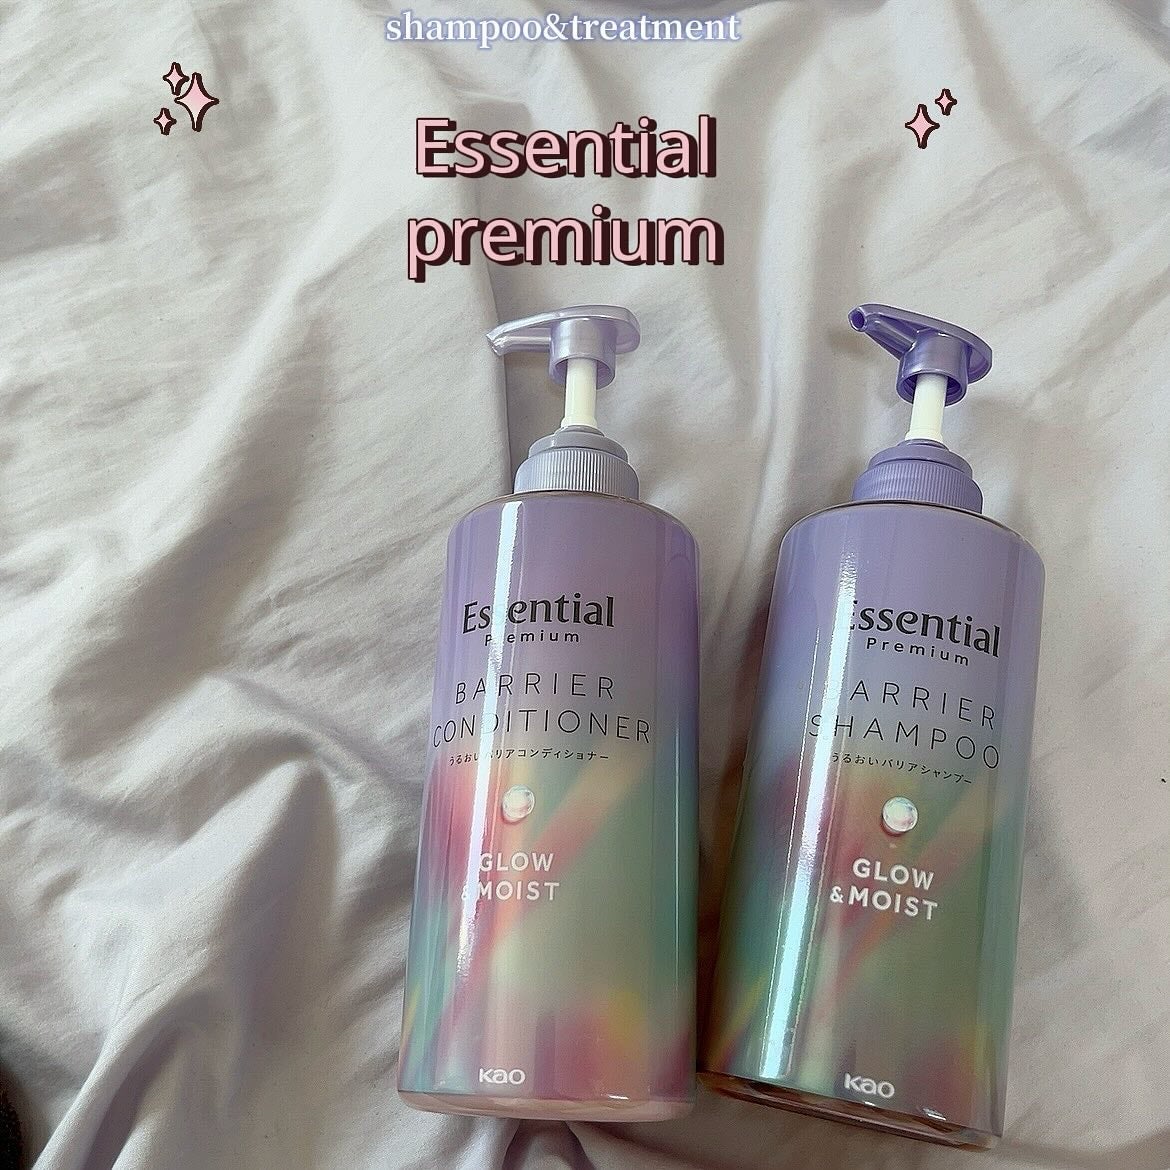 shampoo&treatment
Essential
premium
Essential
Premium
BARRIER
CONDITIONER
うるおいバリアコンディショナー
GLOW
&MOIST
Kao
Essential
Premium
BARRIER
SHAMPOO
うるおいバリアシャンプー
GLOW
&MOIST
Kao